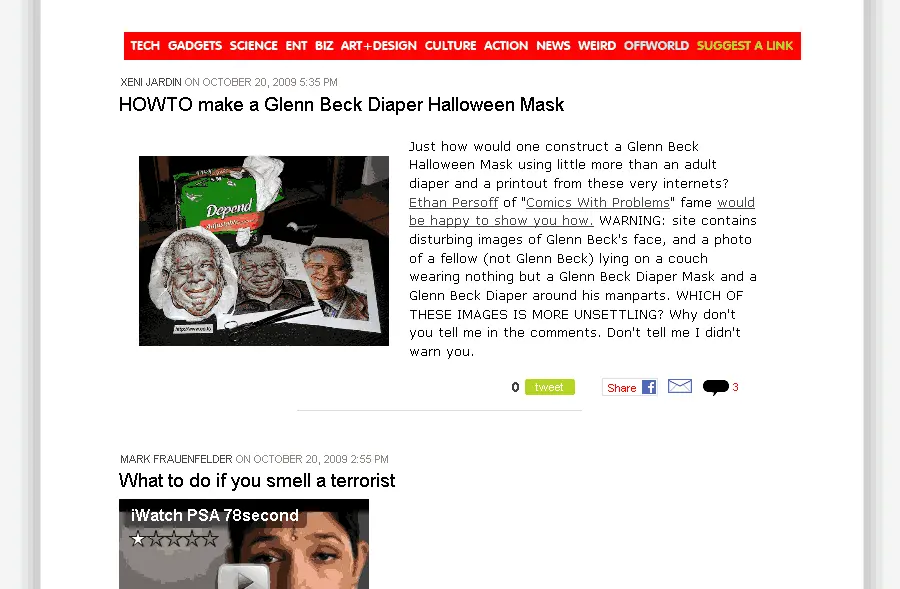 TECH GADGETS SCIENCE ENT BIZ ART+DESIGN CULTURE ACTION NEWS WEIRD OFFWORLD SUGGEST A LINK
XENI JARDIN ON OCTOBER 20, 2009 5:35 PM
HOWTO make a Glenn Beck Diaper Halloween Mask
Depend
Just how would one construct a Glenn Beck
Halloween Mask using little more than an adult
diaper and a printout from these very internets?
Ethan Persoff of "Comics With Problems" fame would
be happy to show you how. WARNING: site contains
disturbing images of Glenn Beck's face, and a photo
of a fellow (not Glenn Beck) lying on a couch
wearing nothing but a Glenn Beck Diaper Mask and a
Glenn Beck Diaper around his manparts. WHICH OF
THESE IMAGES IS MORE UNSETTLING? Why don't
you tell me in the comments. Don't tell me I didn't
warn you.
0 tweet Share f 3
MARK FRAUENFELDER ON OCTOBER 20, 2009 2:55 PM
What to do if you smell a terrorist
iWatch PSA 78second